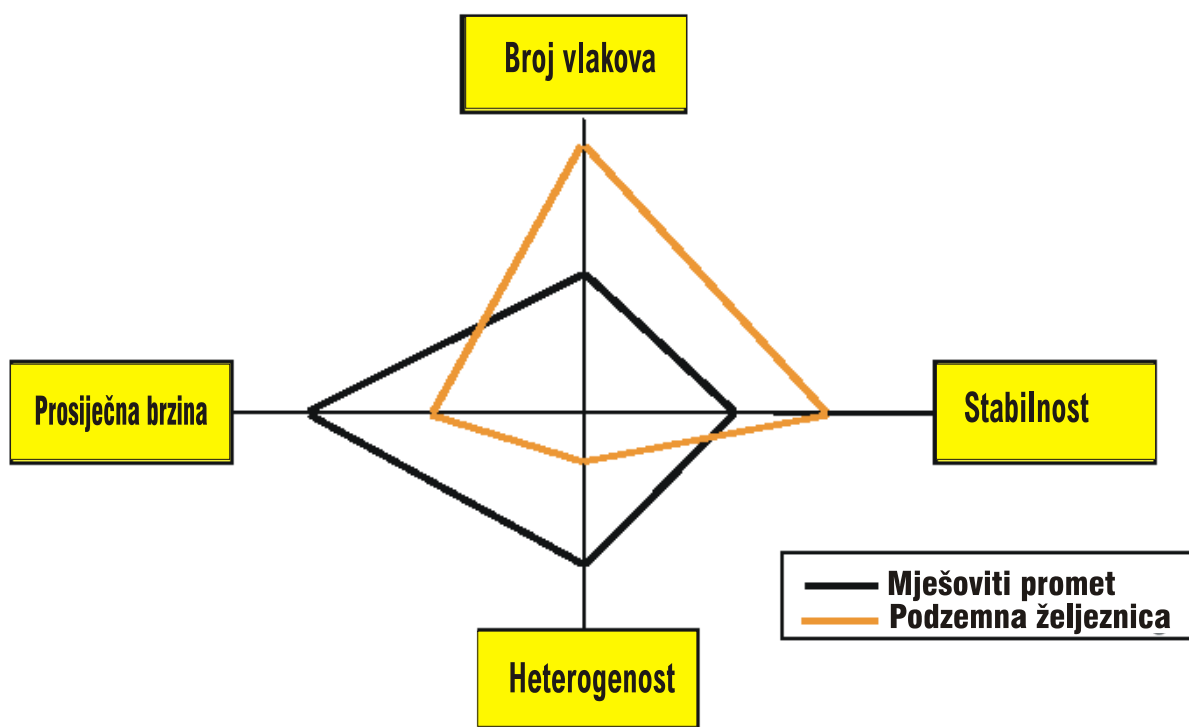 Broj vlakova
Prosiječna brzina
Stabilnost
Mješoviti promet
Podzemna željeznica
Heterogenost